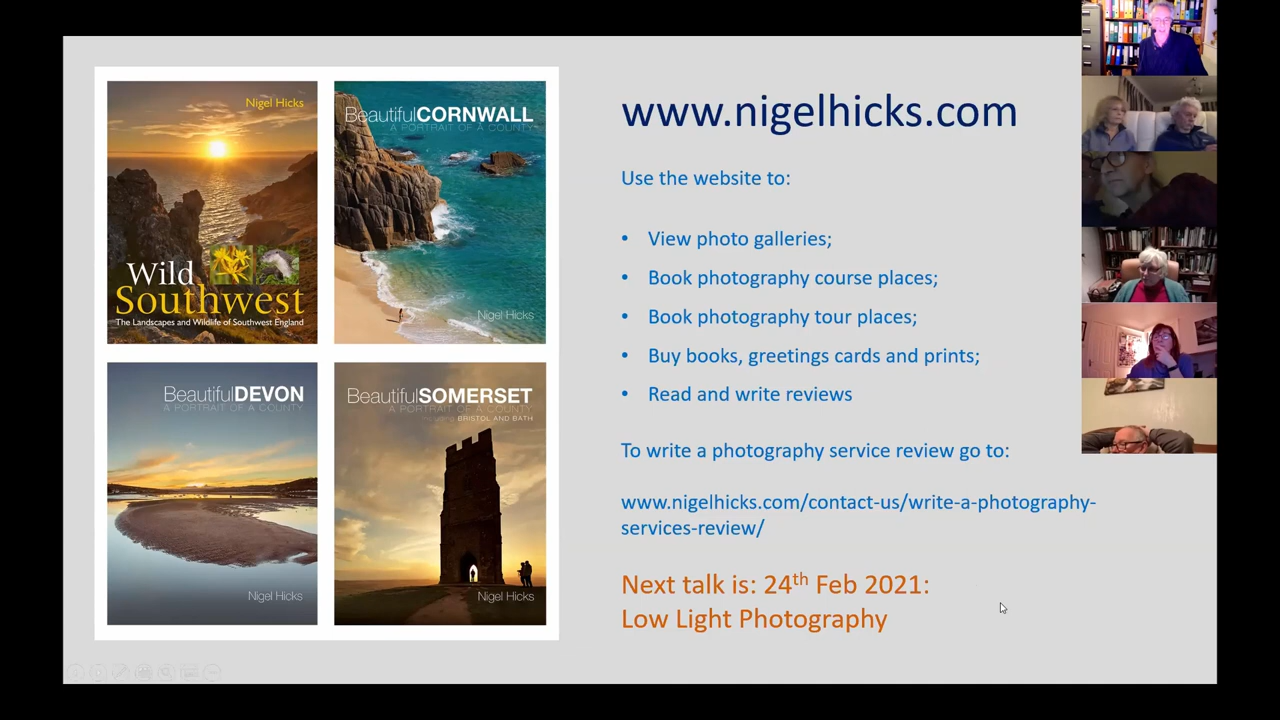 Nigel Hicks
Wild
Southwest
The Landscapes and Wildlife of Southwest England
BeautifulCORNWALL
A PORTRAIT OF A COUNTY
Nigel Hicks
BeautifulDEVON
A PORTRAIT OF A COUNTY
Nigel Hicks
BeautifulSOMERSET
A PORTRAIT OF A COUNTY
INCLUDING BRISTOL AND BATH
Nigel Hicks
www.nigelhicks.com
Use the website to:
• View photo galleries;
• Book photography course places;
• Book photography tour places;
• Buy books, greetings cards and prints;
• Read and write reviews
To write a photography service review go to:
www.nigelhicks.com/contact-us/write-a-photography-
services-review/
Next talk is: 24th Feb 2021:
Low Light Photography